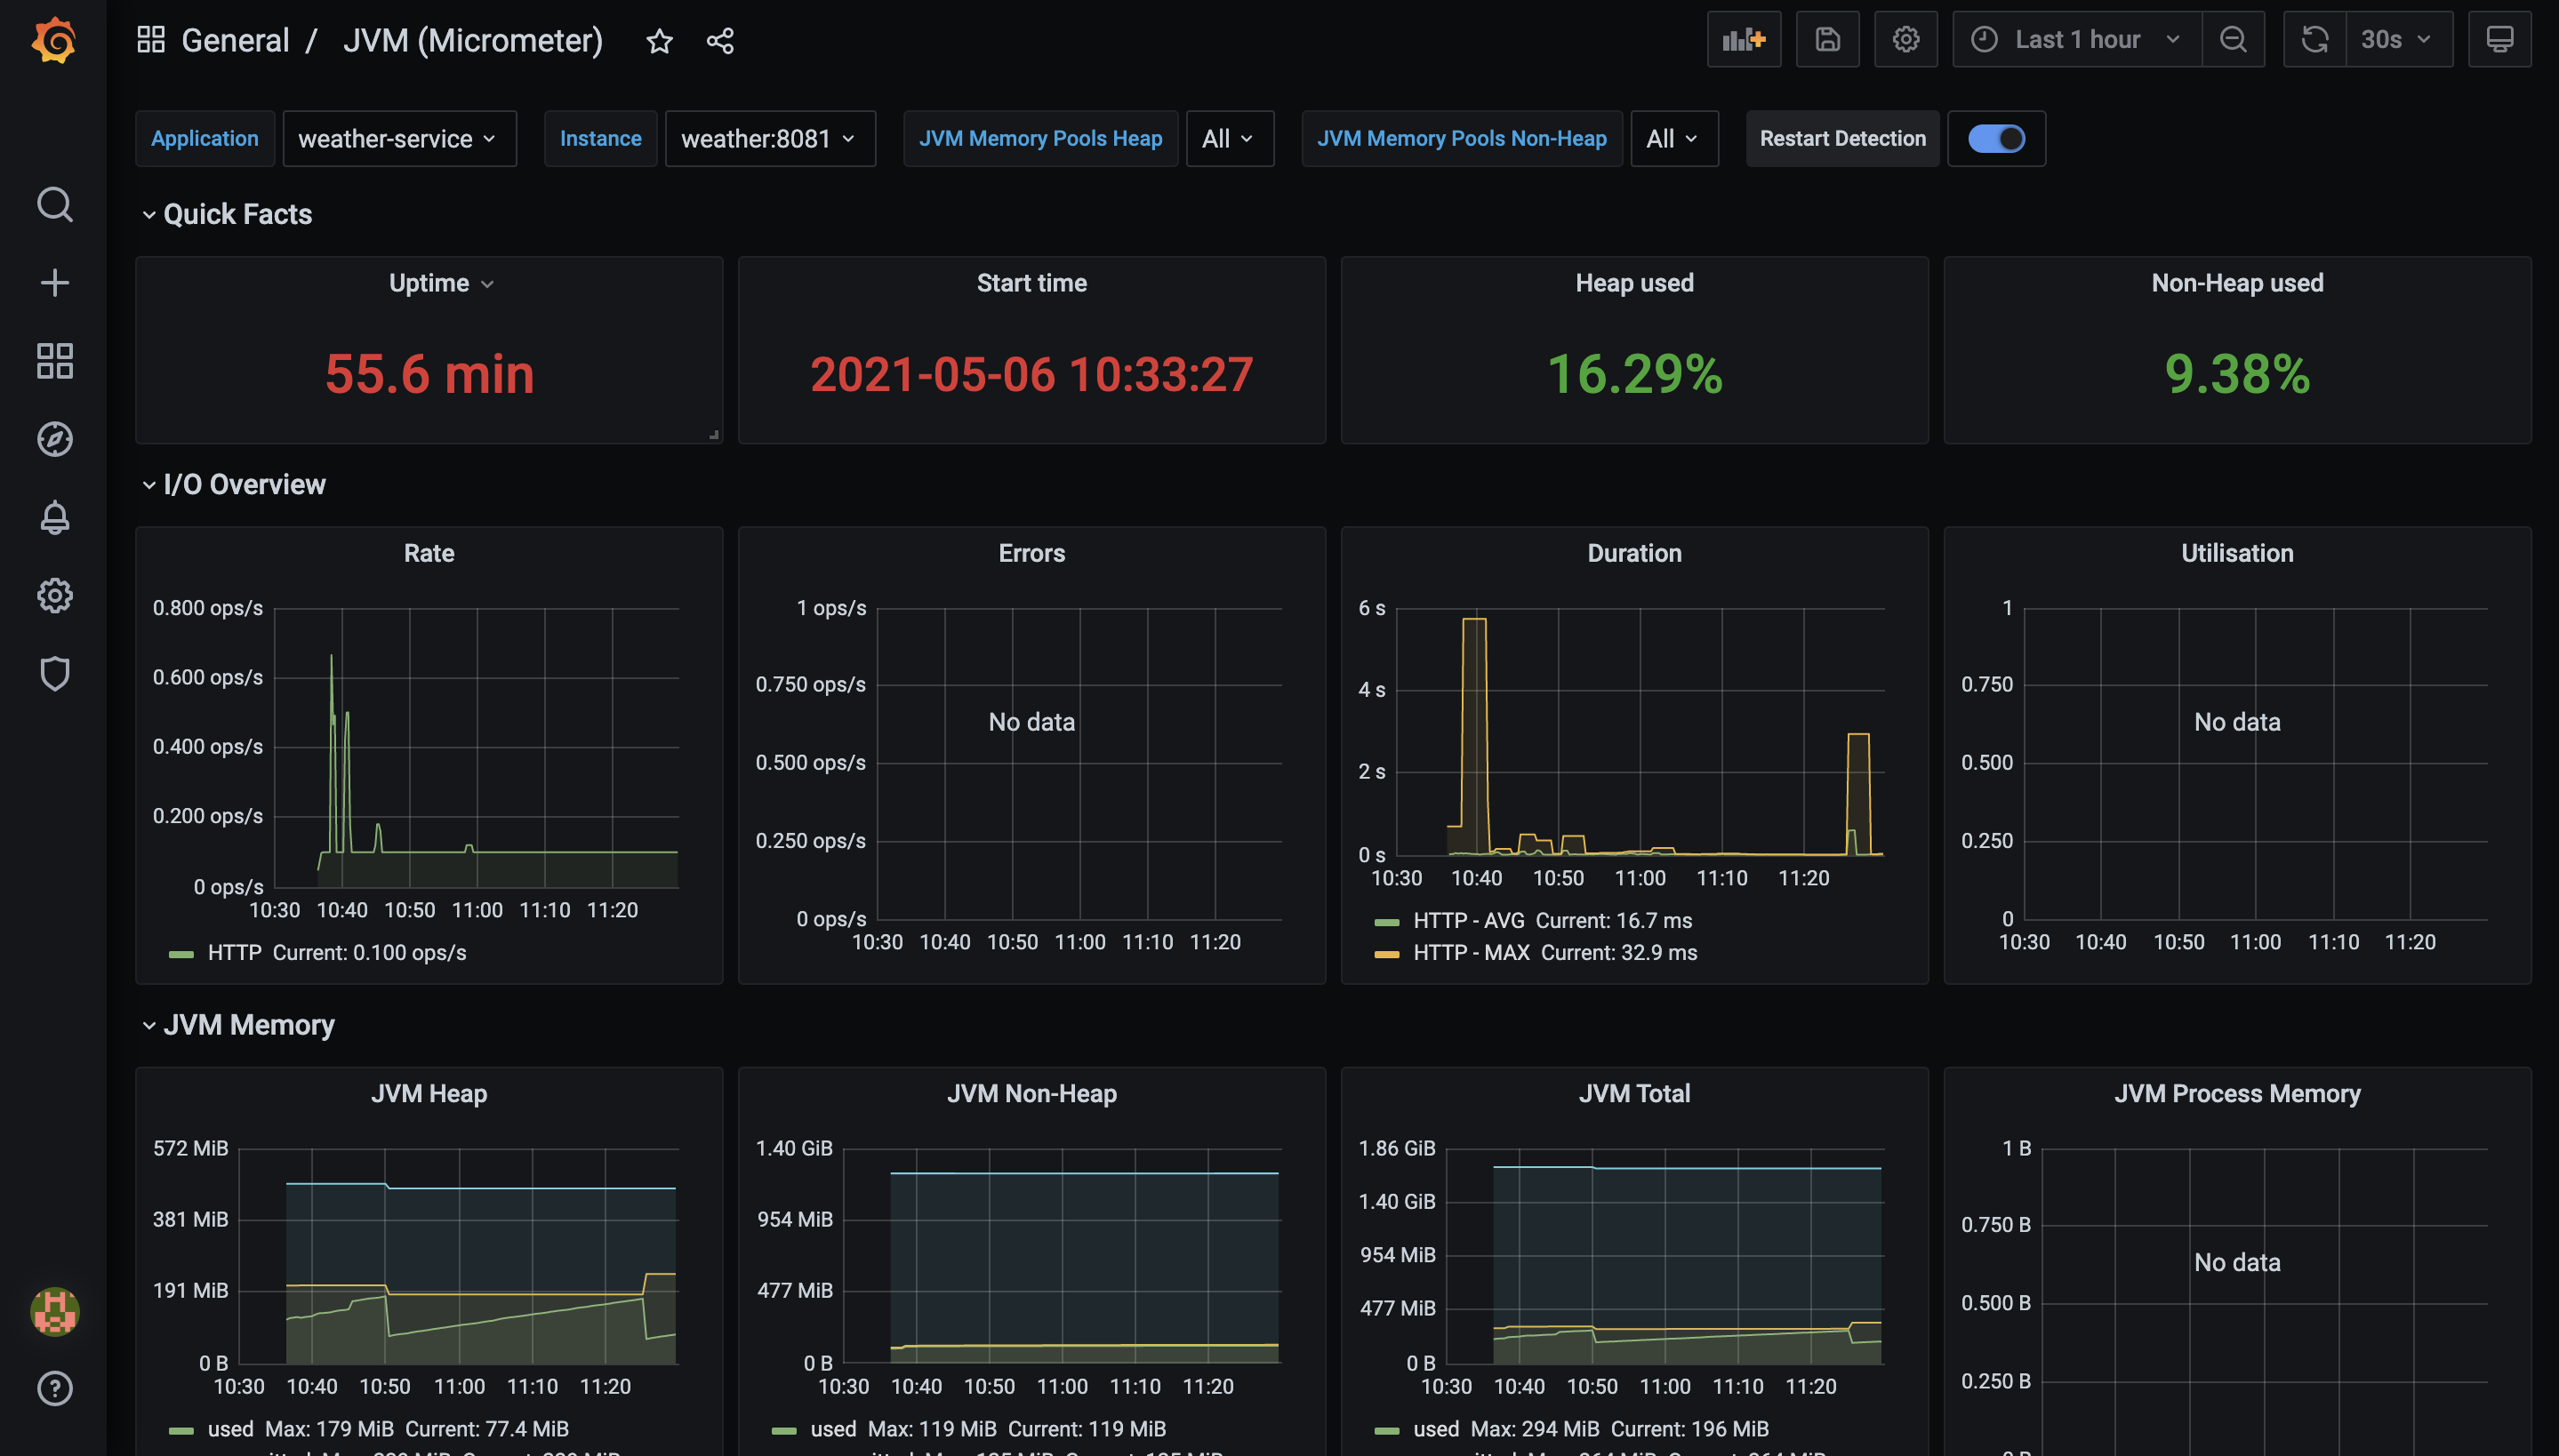 General / JVM (Micrometer)
Last 1 hour
30s
Application weather-service Instance weather:8081 JVM Memory Pools Heap All JVM Memory Pools Non-Heap All Restart Detection
Quick Facts
Uptime
55.6 min
Start time
2021-05-06 10:33:27
Heap used
16.29%
Non-Heap used
9.38%
I/O Overview
Rate
0.800 ops/s
0.600 ops/s
0.400 ops/s
0.200 ops/s
0 ops/s
10:30 10:40 10:50 11:00 11:10 11:20
HTTP Current: 0.100 ops/s
Errors
1 ops/s
0.750 ops/s
No data
0.500 ops/s
0.250 ops/s
0 ops/s
10:30 10:40 10:50 11:00 11:10 11:20
Duration
6 s
4 s
2 s
0 s
10:30 10:40 10:50 11:00 11:10 11:20
HTTP - AVG Current: 16.7 ms
HTTP - MAX Current: 32.9 ms
Utilisation
1
0.750
No data
0.500
0.250
0
10:30 10:40 10:50 11:00 11:10 11:20
JVM Memory
JVM Heap
572 MiB
381 MiB
191 MiB
0 B
10:30 10:40 10:50 11:00 11:10 11:20
used Max: 179 MiB Current: 77.4 MiB
JVM Non-Heap
1.40 GiB
954 MiB
477 MiB
0 B
10:30 10:40 10:50 11:00 11:10 11:20
used Max: 119 MiB Current: 119 MiB
JVM Total
1.86 GiB
1.40 GiB
954 MiB
477 MiB
0 B
10:30 10:40 10:50 11:00 11:10 11:20
used Max: 294 MiB Current: 196 MiB
JVM Process Memory
1 B
0.750 B
No data
0.500 B
0.250 B